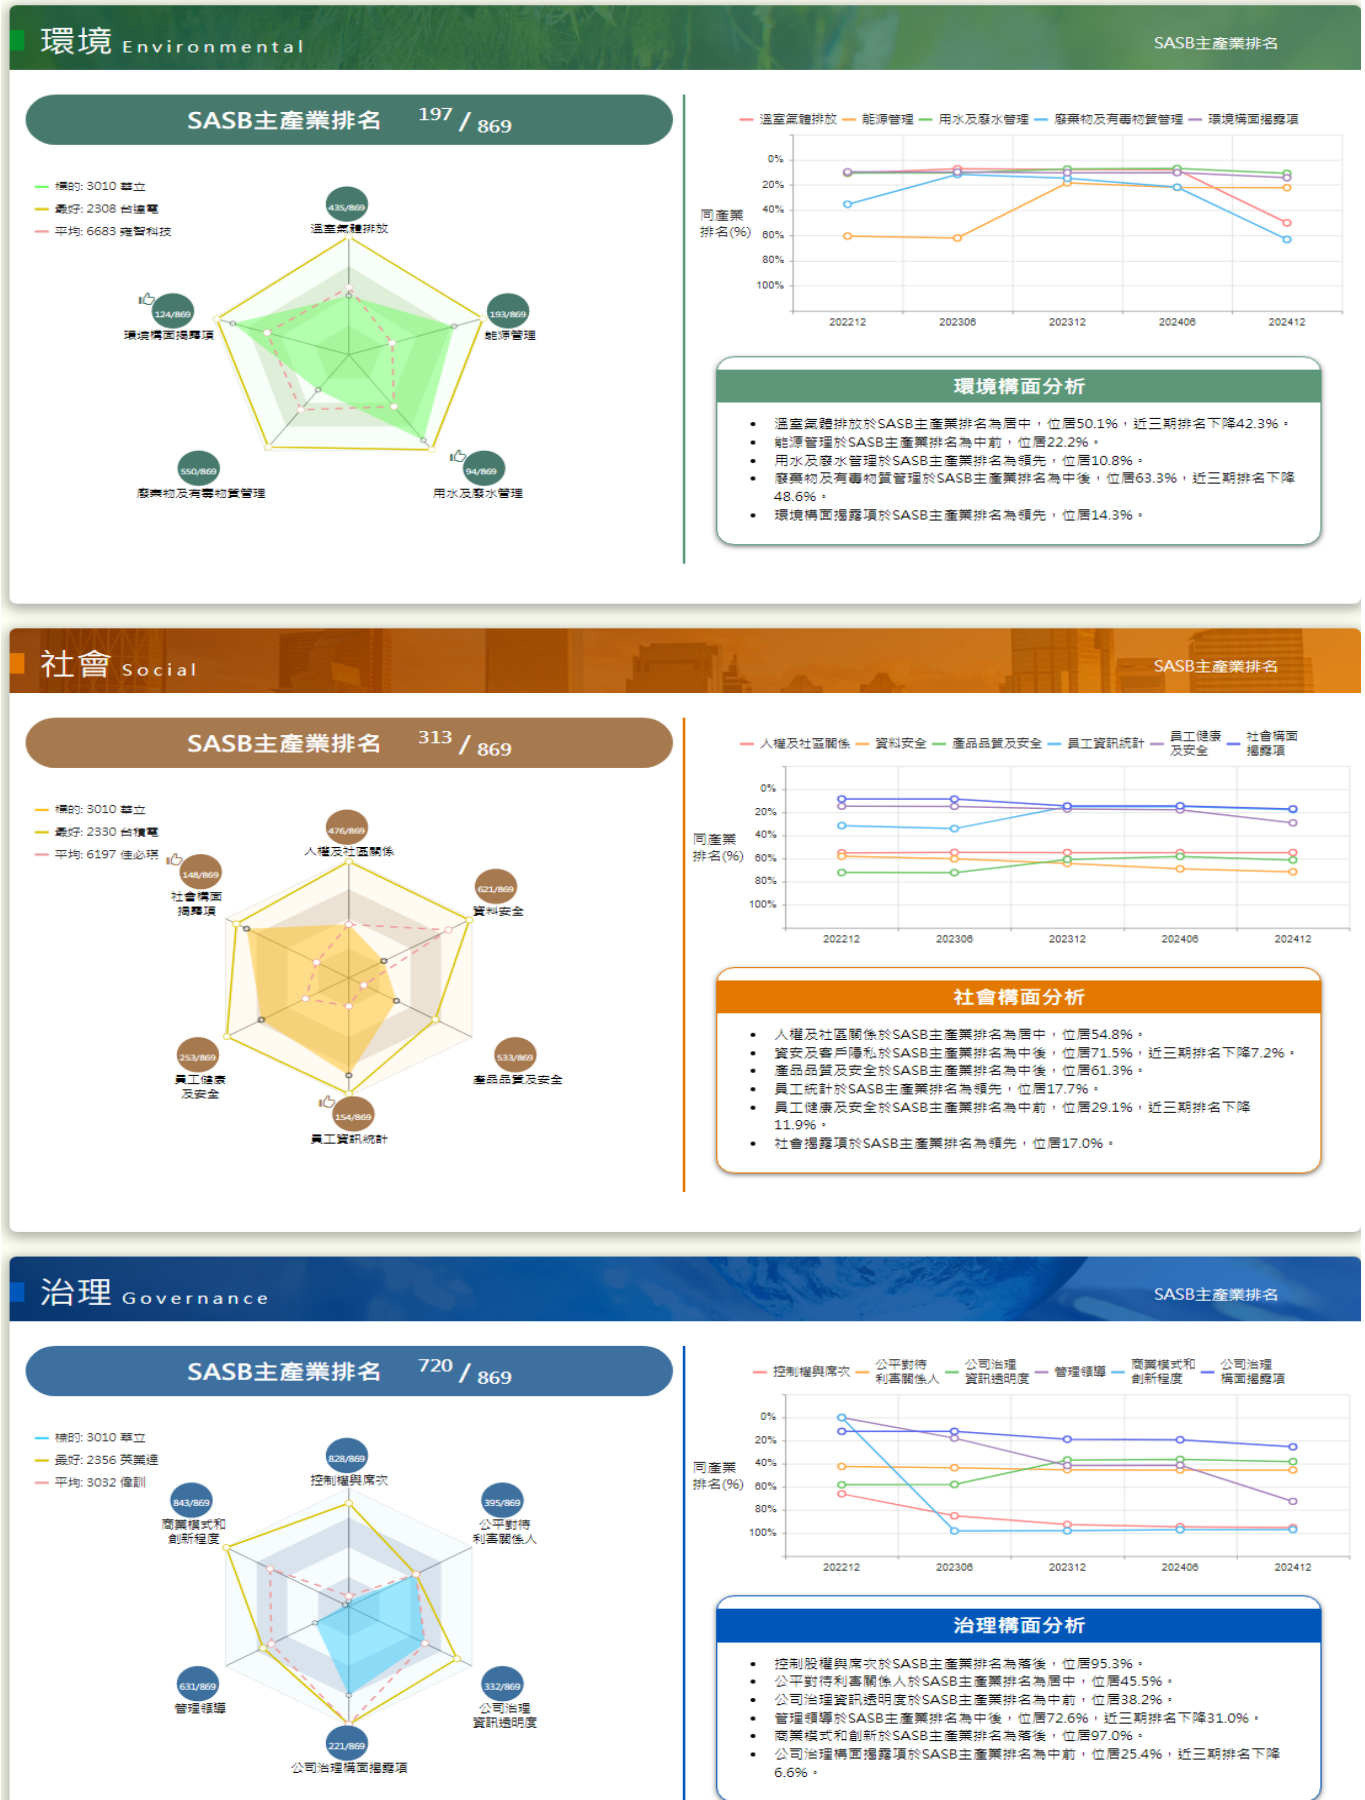 環境 Environmental
SASB主產業排名
SASB主產業排名 197 / 869
標的: 3010 華立
最好: 2308 台達電
平均: 6683 雍智科技
435/869
溫室氣體排放
193/869
能源管理
94/869
用水及廢水管理
550/869
廢棄物及有毒物質管理
124/869
環境構面揭露項
溫室氣體排放 能源管理 用水及廢水管理 廢棄物及有毒物質管理 環境構面揭露項
同產業
排名(%)
0%
20%
40%
60%
80%
100%
202212 202306 202312 202406 202412
環境構面分析
• 溫室氣體排放於SASB主產業排名為居中，位居50.1%，近三期排名下降42.3%。
• 能源管理於SASB主產業排名為中前，位居22.2%。
• 用水及廢水管理於SASB主產業排名為領先，位居10.8%。
• 廢棄物及有毒物質管理於SASB主產業排名為中後，位居63.3%，近三期排名下降
48.6%。
• 環境構面揭露項於SASB主產業排名為領先，位居14.3%。
社會 Social
SASB主產業排名
SASB主產業排名 313 / 869
標的: 3010 華立
最好: 2330 台積電
平均: 6197 佳必琪
476/869
人權及社區關係
621/869
資料安全
533/869
產品品質及安全
154/869
員工資訊統計
253/869
員工健康
及安全
148/869
社會構面
揭露項
人權及社區關係 資料安全 產品品質及安全 員工資訊統計 員工健康及安全 社會構面揭露項
同產業
排名(%)
0%
20%
40%
60%
80%
100%
202212 202306 202312 202406 202412
社會構面分析
• 人權及社區關係於SASB主產業排名為居中，位居54.8%。
• 資安及客戶隱私於SASB主產業排名為中後，位居71.5%，近三期排名下降7.2%。
• 產品品質及安全於SASB主產業排名為中後，位居61.3%。
• 員工統計於SASB主產業排名為領先，位居17.7%。
• 員工健康及安全於SASB主產業排名為中前，位居29.1%，近三期排名下降
11.9%。
• 社會揭露項於SASB主產業排名為領先，位居17.0%。
治理 Governance
SASB主產業排名
SASB主產業排名 720 / 869
標的: 3010 華立
最好: 2356 英業達
平均: 3032 偉訓
828/869
控制權與席次
395/869
公平對待
利害關係人
332/869
公司治理
資訊透明度
221/869
公司治理構面揭露項
631/869
管理領導
843/869
商業模式和
創新程度
控制權與席次 公平對待利害關係人 公司治理資訊透明度 管理領導 商業模式和創新程度 公司治理構面揭露項
同產業
排名(%)
0%
20%
40%
60%
80%
100%
202212 202306 202312 202406 202412
治理構面分析
• 控制股權與席次於SASB主產業排名為落後，位居95.3%。
• 公平對待利害關係人於SASB主產業排名為居中，位居45.5%。
• 公司治理資訊透明度於SASB主產業排名為居中前，位居38.2%。
• 管理領導於SASB主產業排名為中後，位居72.6%，近三期排名下降31.0%。
• 商業模式和創新於SASB主產業排名為落後，位居97.0%。
• 公司治理構面揭露項於SASB主產業排名為中前，位居25.4%，近三期排名下降
6.6%。